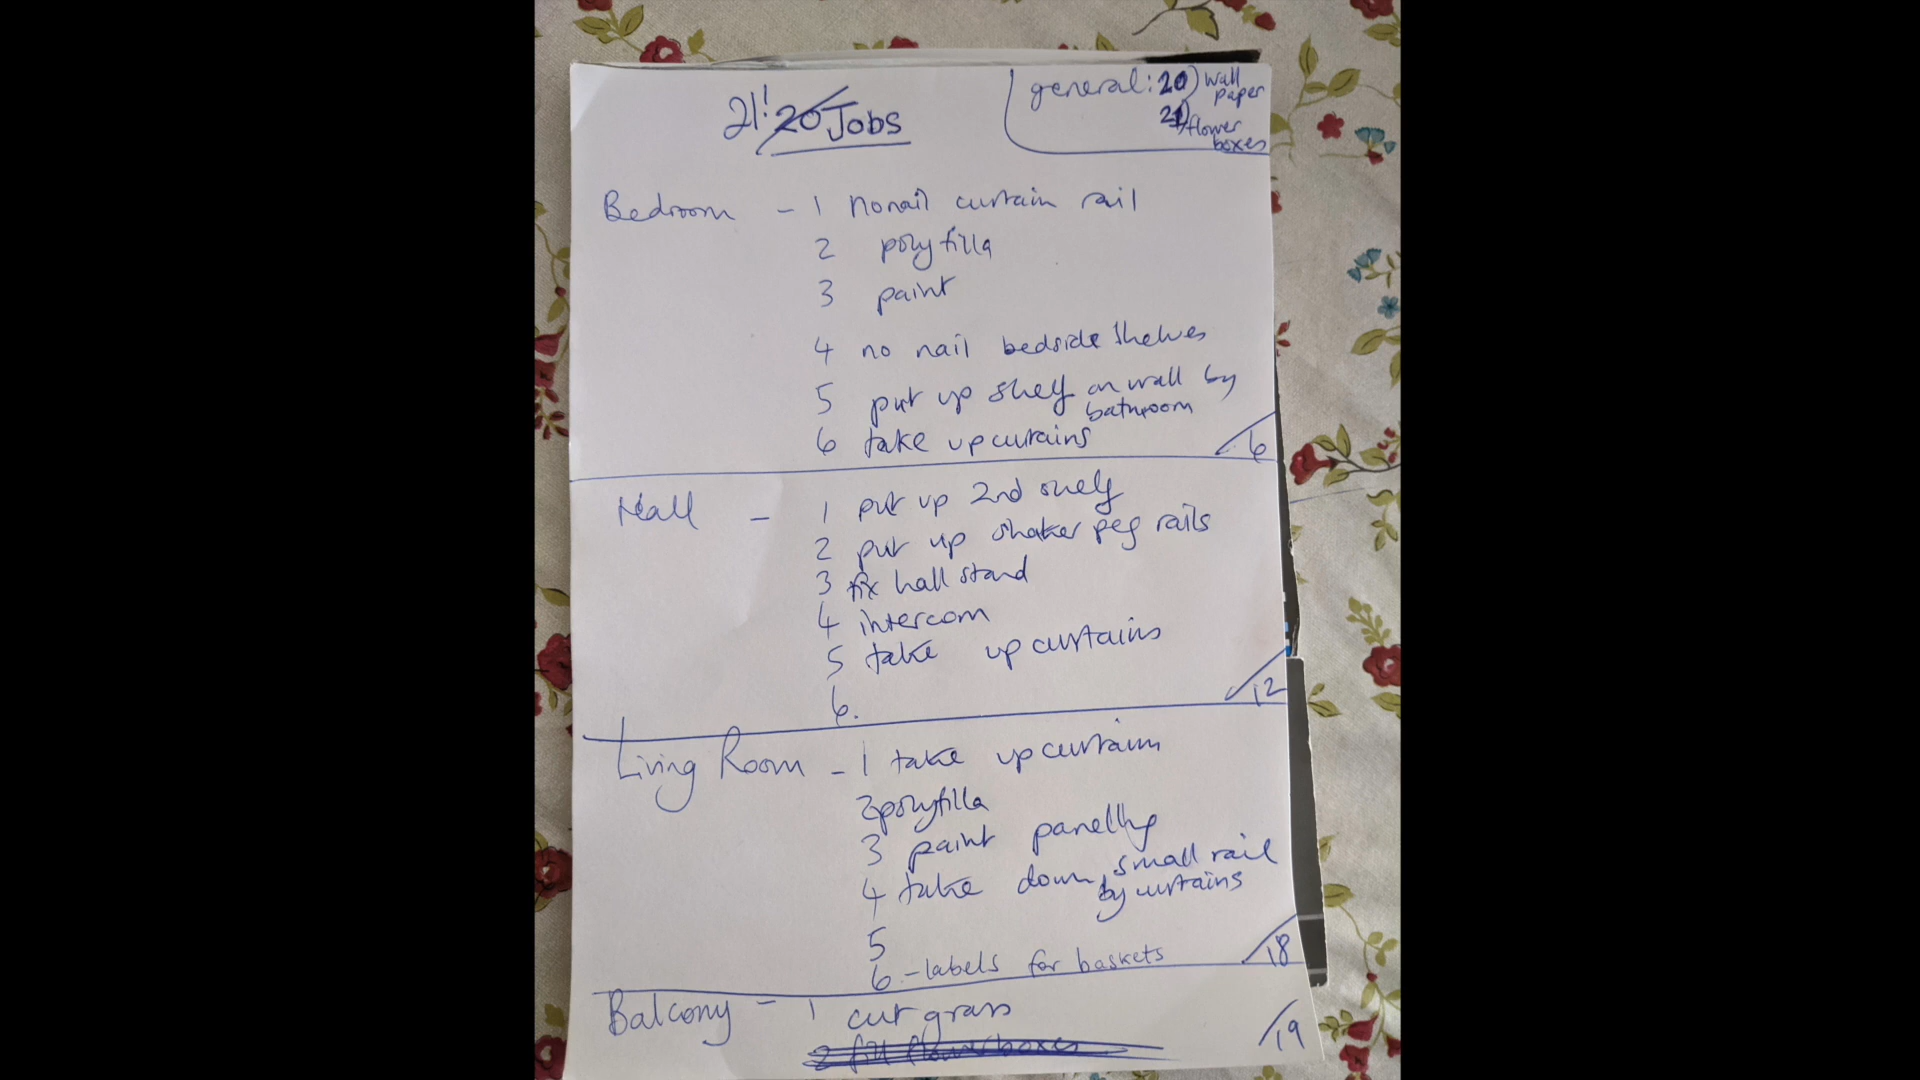 21! 20 Jobs
general: 20) wall
paper
21) flower
boxes
Bedroom - 1 nonail curtain rail
2 polyfilla
3 paint
4 no nail bedside shelves
5 put up shelf on wall by
bathroom
6 take up curtains
6
Hall - 1 put up 2nd shelf
2 put up shaker peg rails
3 fix hall stand
4 intercom
5 take up curtains
6.
12
Living Room - 1 take up curtain
2 polyfilla
3 paint panelling
4 take down small rail
by curtains
5
6 - labels for baskets
18
Balcony - 1 cut grass
19
2 fill flower boxes